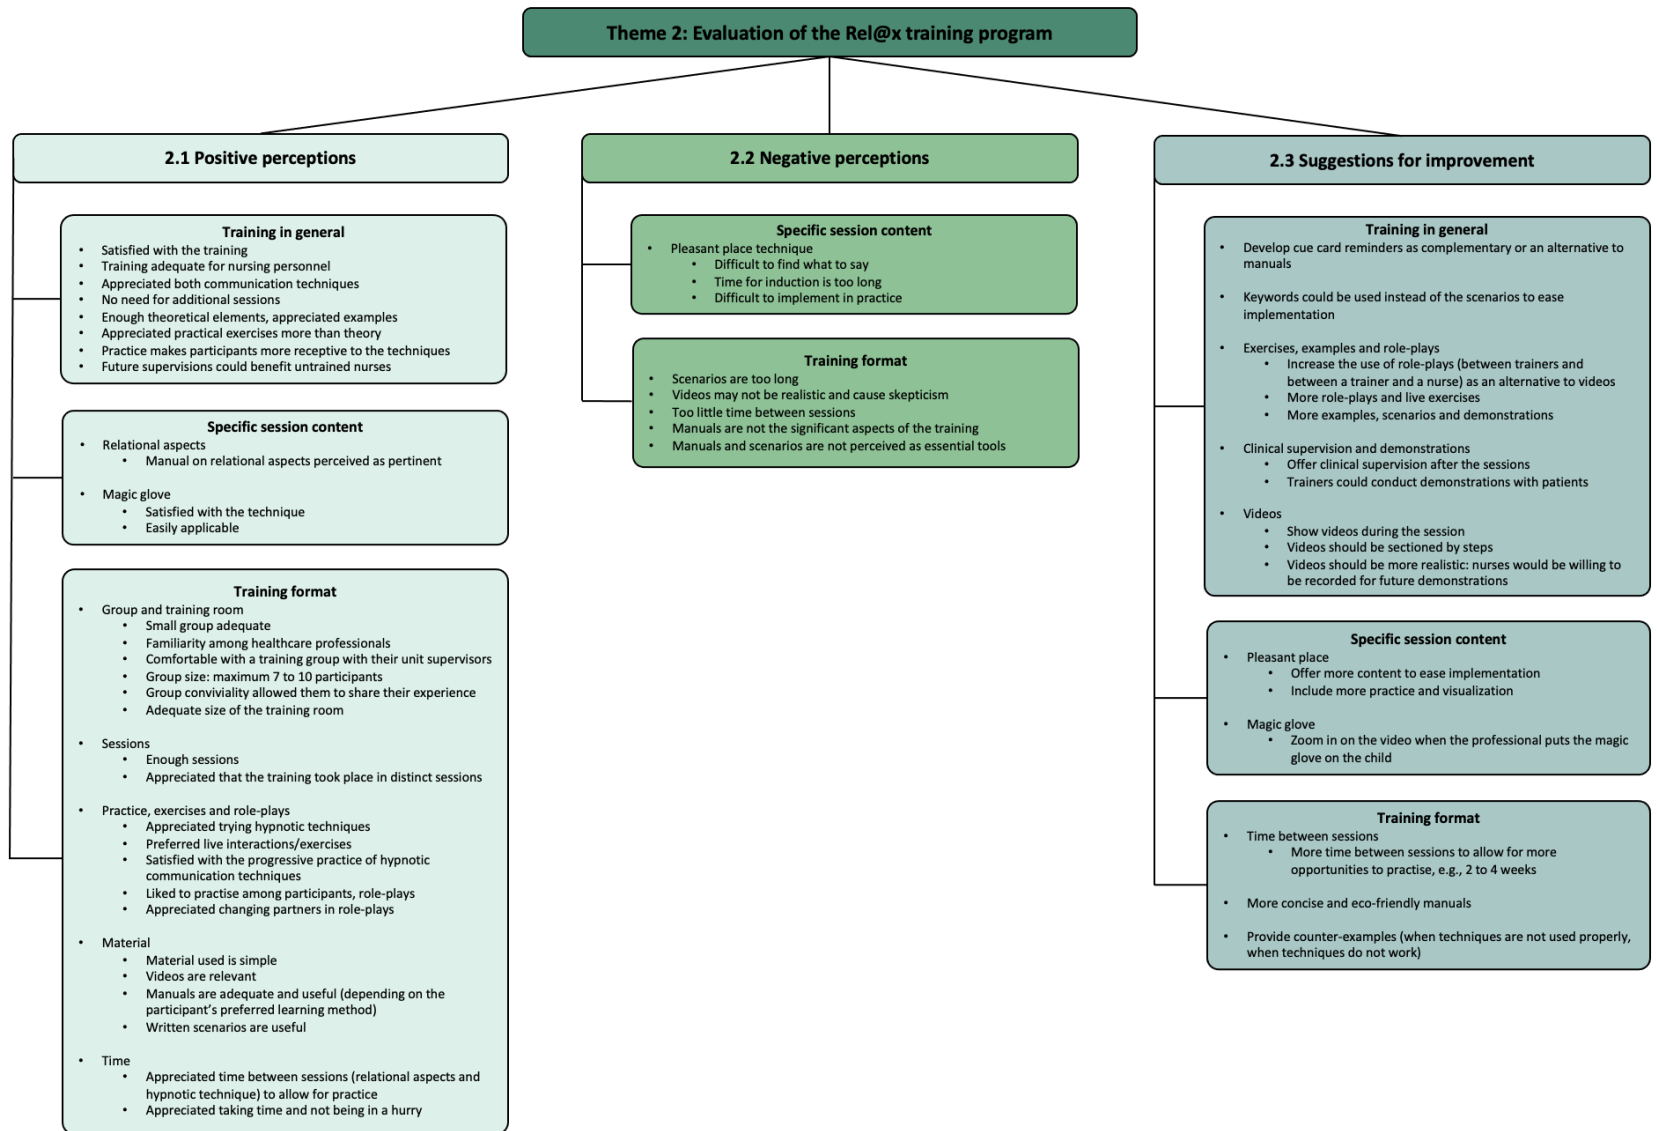 Theme 2: Evaluation of the Rel@x training program
2.1 Positive perceptions
Training in general
• Satisfied with the training
• Training adequate for nursing personnel
• Appreciated both communication techniques
• No need for additional sessions
• Enough theoretical elements, appreciated examples
• Appreciated practical exercises more than theory
• Practice makes participants more receptive to the techniques
• Future supervisions could benefit untrained nurses
Specific session content
• Relational aspects
• Manual on relational aspects perceived as pertinent
• Magic glove
• Satisfied with the technique
• Easily applicable
Training format
• Group and training room
• Small group adequate
• Familiarity among healthcare professionals
• Comfortable with a training group with their unit supervisors
• Group size: maximum 7 to 10 participants
• Group conviviality allowed them to share their experience
• Adequate size of the training room
• Sessions
• Enough sessions
• Appreciated that the training took place in distinct sessions
• Practice, exercises and role-plays
• Appreciated trying hypnotic techniques
• Preferred live interactions/exercises
• Satisfied with the progressive practice of hypnotic
communication techniques
• Liked to practise among participants, role-plays
• Appreciated changing partners in role-plays
• Material
• Material used is simple
• Videos are relevant
• Manuals are adequate and useful (depending on the
participant's preferred learning method)
• Written scenarios are useful
• Time
• Appreciated time between sessions (relational aspects and
hypnotic technique) to allow for practice
• Appreciated taking time and not being in a hurry
2.2 Negative perceptions
Specific session content
• Pleasant place technique
• Difficult to find what to say
• Time for induction is too long
• Difficult to implement in practice
Training format
• Scenarios are too long
• Videos may not be realistic and cause skepticism
• Too little time between sessions
• Manuals are not the significant aspects of the training
• Manuals and scenarios are not perceived as essential tools
2.3 Suggestions for improvement
Training in general
• Develop cue card reminders as complementary or an alternative to
manuals
• Keywords could be used instead of the scenarios to ease
implementation
• Exercises, examples and role-plays
• Increase the use of role-plays (between trainers and
between a trainer and a nurse) as an alternative to videos
• More role-plays and live exercises
• More examples, scenarios and demonstrations
• Clinical supervision and demonstrations
• Offer clinical supervision after the sessions
• Trainers could conduct demonstrations with patients
• Videos
• Show videos during the session
• Videos should be sectioned by steps
• Videos should be more realistic: nurses would be willing to
be recorded for future demonstrations
Specific session content
• Pleasant place
• Offer more content to ease implementation
• Include more practice and visualization
• Magic glove
• Zoom in on the video when the professional puts the magic
glove on the child
Training format
• Time between sessions
• More time between sessions to allow for more
opportunities to practise, e.g., 2 to 4 weeks
• More concise and eco-friendly manuals
• Provide counter-examples (when techniques are not used properly,
when techniques do not work)